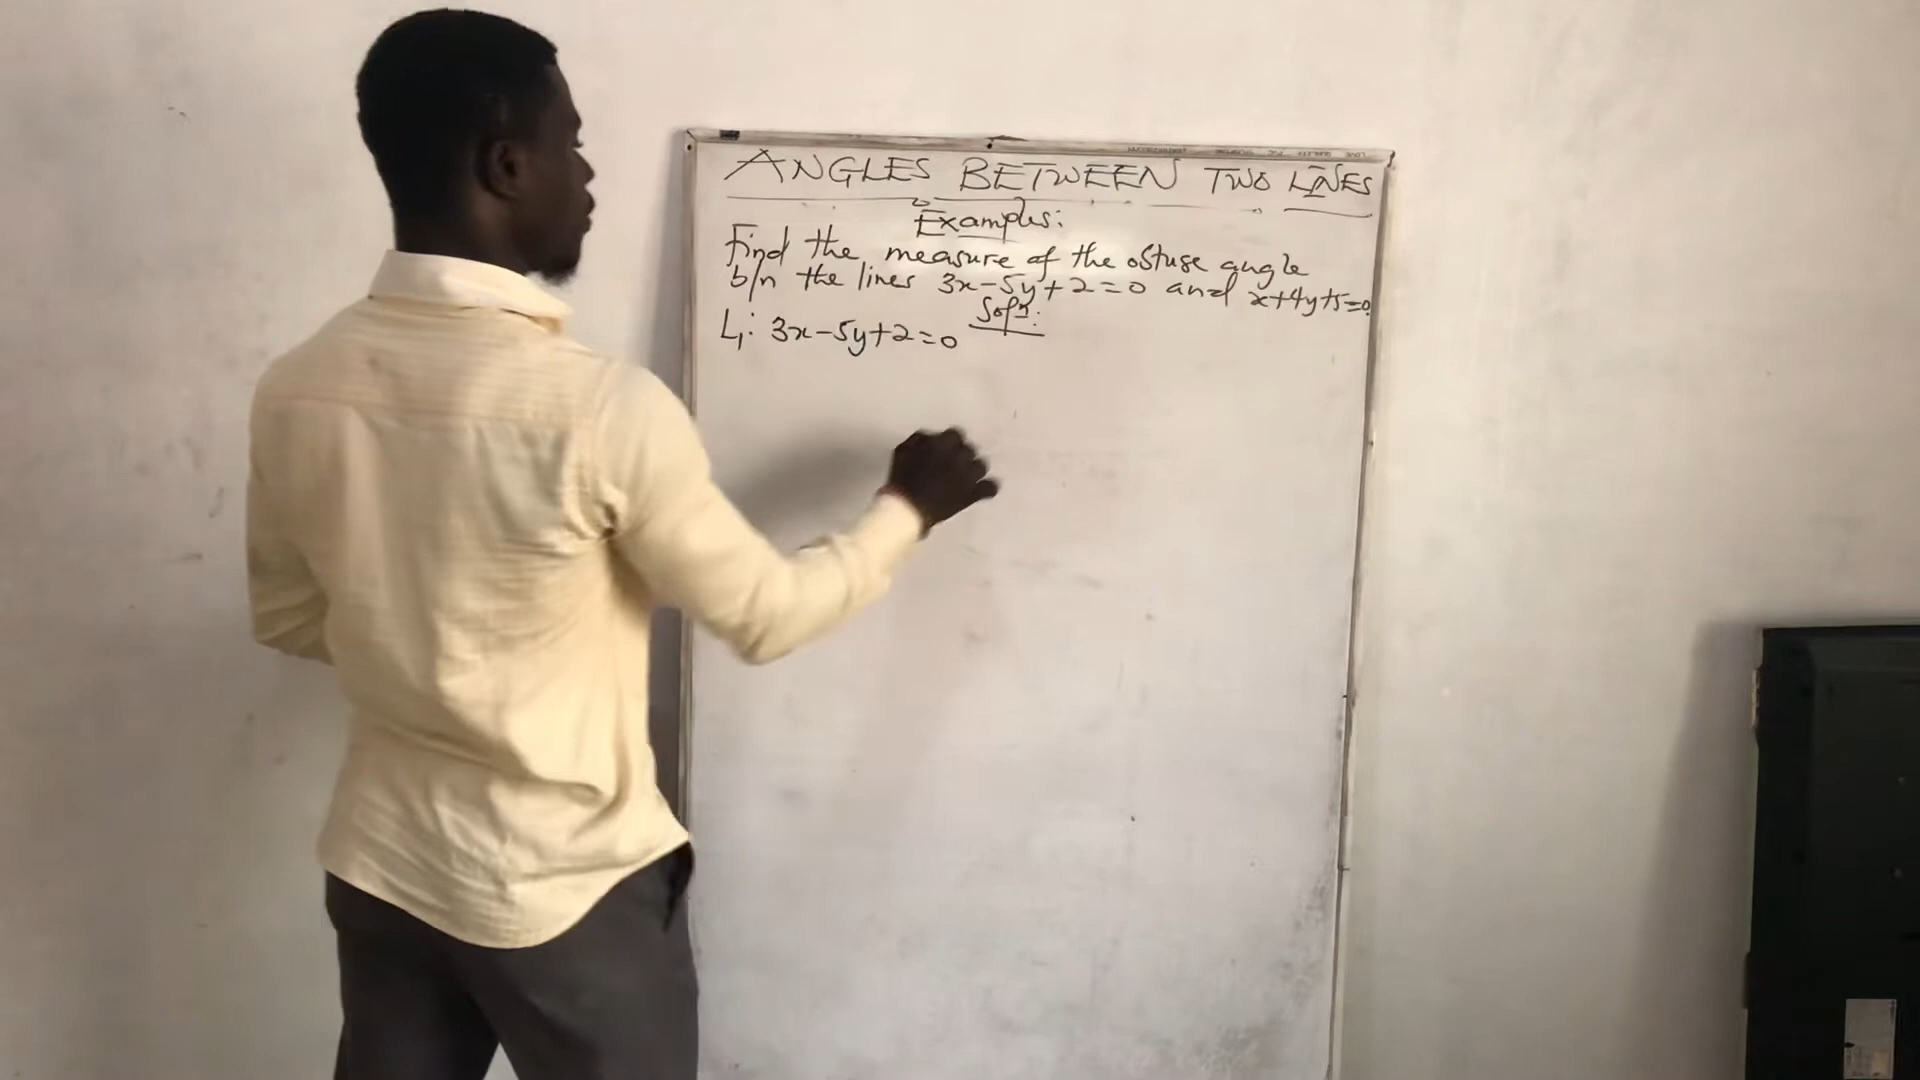 ANGLES BETWEEN TWO LINES
Examples:
Find the measure of the obtuse angle
b/n the lines 3x-5y+2=0 and x+4y+5=0.
Solⁿ:
L₁: 3x-5y+2=0